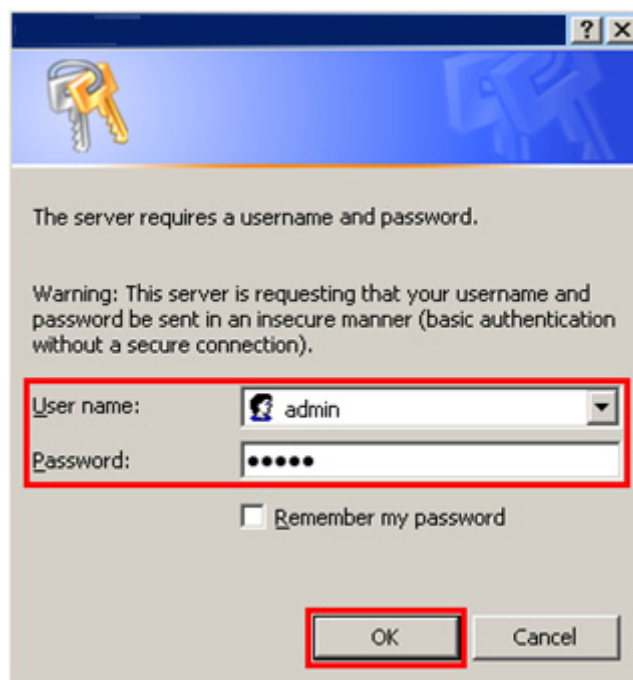 The server requires a username and password.
Warning: This server is requesting that your username and
password be sent in an insecure manner (basic authentication
without a secure connection).
User name:
admin
Password:
•••••
Remember my password
OK
Cancel